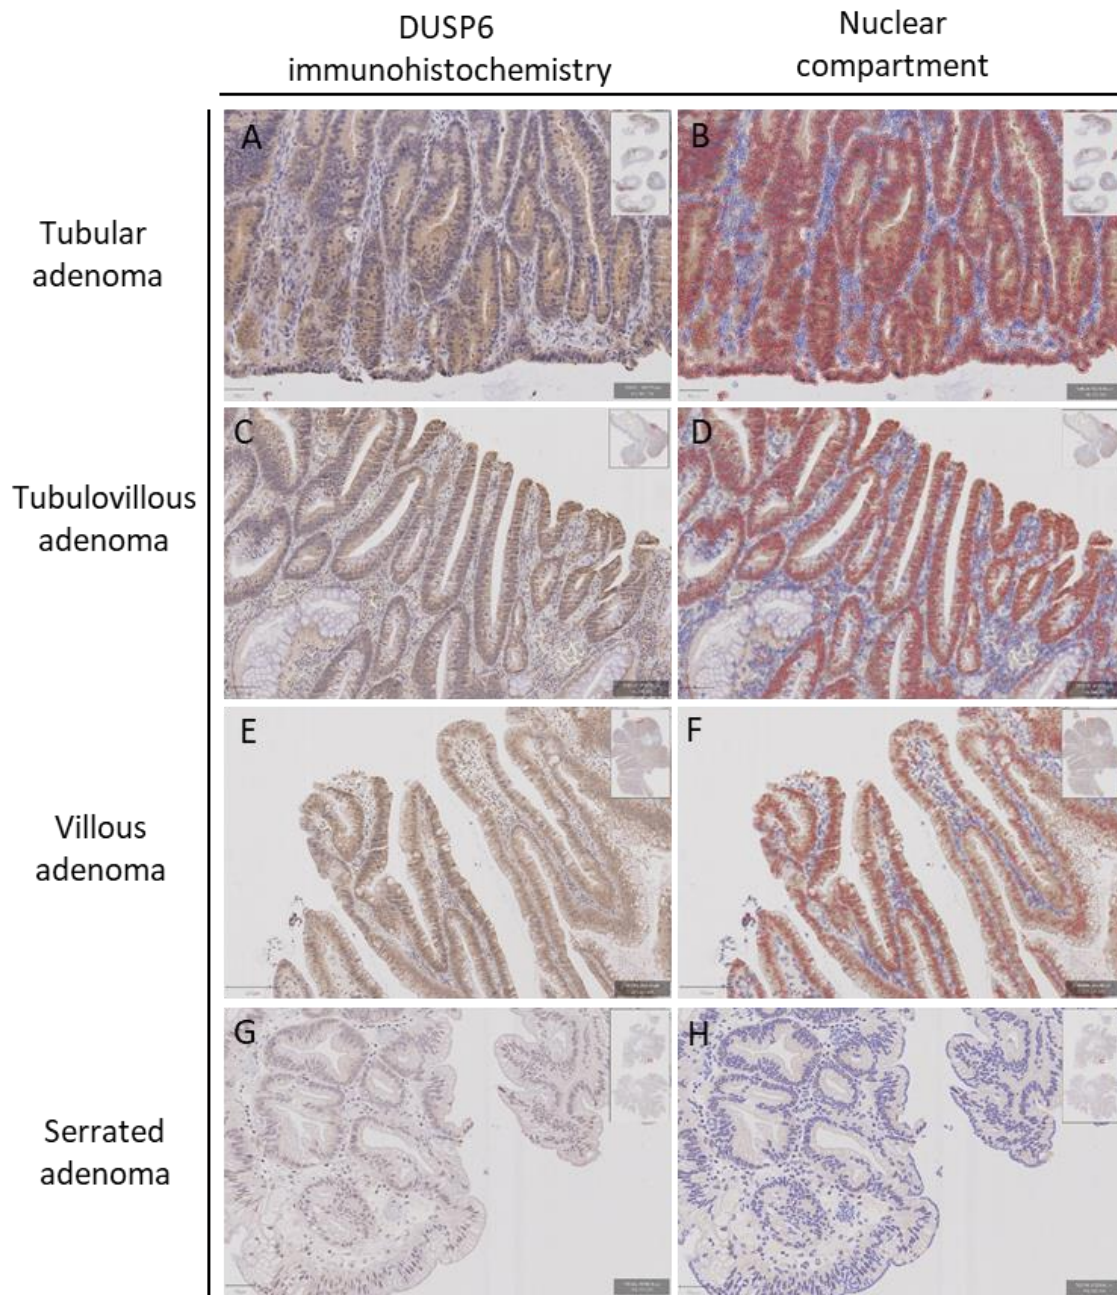 DUSP6
immunohistochemistry
Nuclear
compartment
Tubular
adenoma
A
B
Tubulovillous
adenoma
C
D
Villous
adenoma
E
F
Serrated
adenoma
G
H